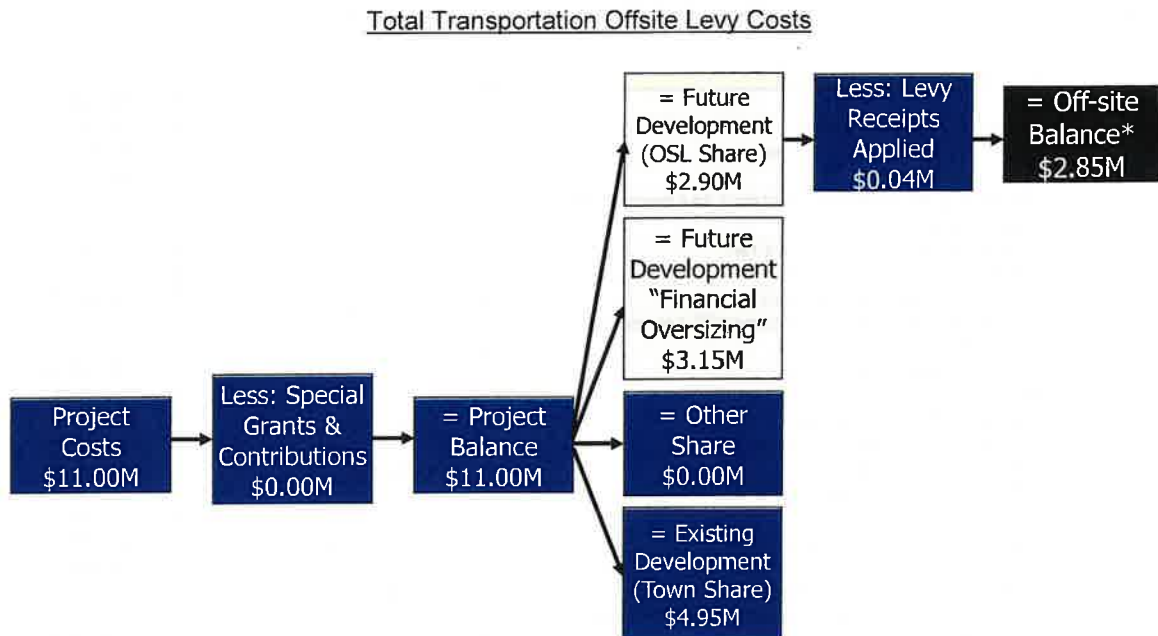 Total Transportation Offsite Levy Costs
= Future
Development
(OSL Share)
$2.90M
Less: Levy
Receipts
Applied
$0.04M
= Off-site
Balance*
$2.85M
= Future
Development
“Financial
Oversizing”
$3.15M
Project
Costs
$11.00M
Less: Special
Grants &
Contributions
$0.00M
= Project
Balance
$11.00M
= Other
Share
$0.00M
= Existing
Development
(Town Share)
$4.95M